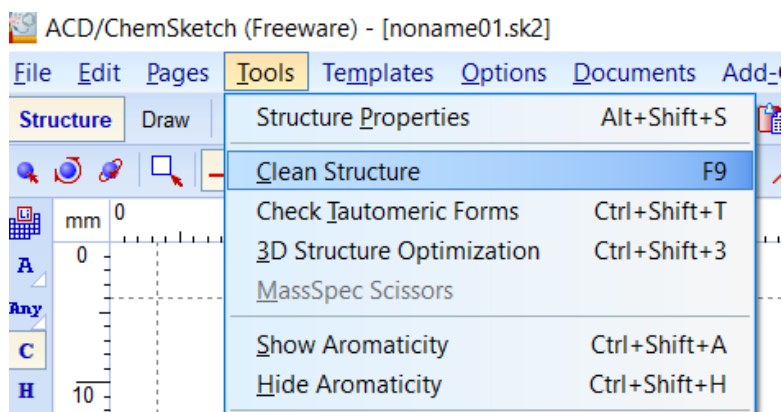 ACD/ChemSketch (Freeware) - [noname01.sk2]
File Edit Pages Tools Templates Options Documents Add-
Structure Draw
Structure Properties Alt+Shift+S
Clean Structure F9
Check Tautomeric Forms Ctrl+Shift+T
3D Structure Optimization Ctrl+Shift+3
MassSpec Scissors
Show Aromaticity Ctrl+Shift+A
Hide Aromaticity Ctrl+Shift+H
Li
mm 0
0
A
Any
C
H
10